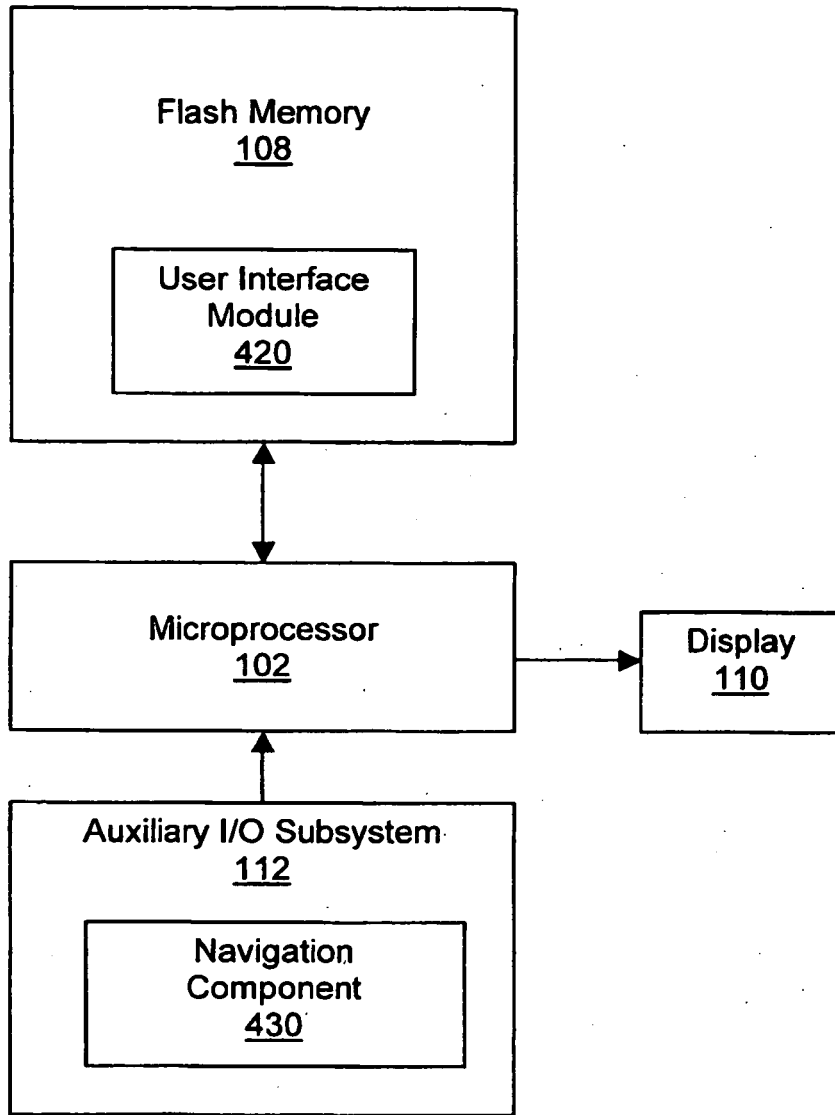 Flash Memory
108
User Interface
Module
420
Microprocessor
102
Display
110
Auxiliary I/O Subsystem
112
Navigation
Component
430